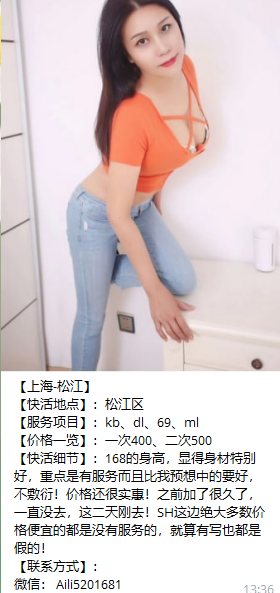 【上海-松江】
【快活地点】：松江区
【服务项目】：kb、dl、69、ml
【价格一览】：一次400、二次500
【快活细节】：168的身高，显得身材特别
好，重点是有服务而且比我预想中的要好，
不敷衍！价格还很实惠！之前加了很久了，
一直没去，这二天刚去！SH这边绝大多数价
格便宜的都是没有服务的，就算有写也都是
假的！
【联系方式】：
微信： Aili5201681
13:36